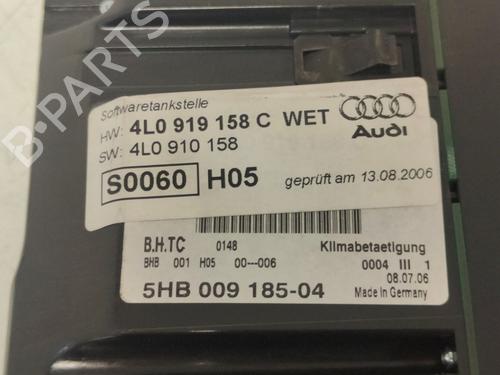 B-PARTS
Softwaretankstelle
HW: 4L0 919 158 C WET
SW: 4L0 910 158
Audi
S0060 H05
geprüft am 13.08.2006
B.H.TC 0148 Klimabetaetigung
BHB 001 H05 00---006 0004 III 1
08.07.06
5HB 009 185-04 Made in Germany